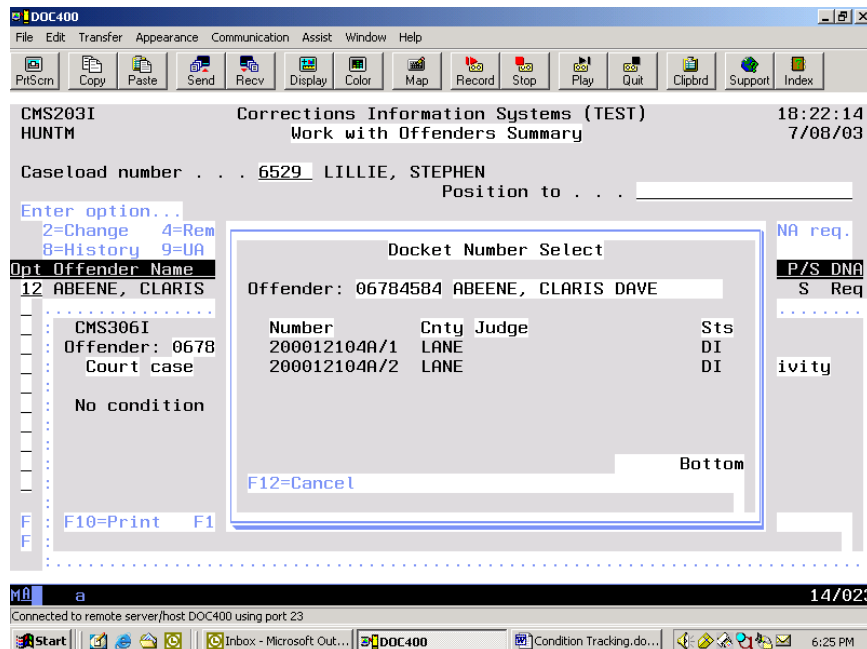 DOC400
File Edit Transfer Appearance Communication Assist Window Help
PrtScrn Copy Paste Send Recv Display Color Map Record Stop Play Quit Clipbrd Support Index
CMS203I Corrections Information Systems (TEST) 18:22:14
HUNTM Work with Offenders Summary 7/08/03
Caseload number . . . 6529 LILLIE, STEPHEN
Position to . . .
Enter option...
2=Change 4=Rem
8=History 9=UA NA req.
Docket Number Select
Opt Offender Name P/S DNA
12 ABEENE, CLARIS S Req
Offender: 06784584 ABEENE, CLARIS DAVE
CMS306I
Number Cnty Judge Sts
Offender: 0678
200012104A/1 LANE DI
Court case ivity
200012104A/2 LANE DI
No condition
Bottom
F12=Cancel
F : F10=Print F1
F :
MA a 14/023
Connected to remote server/host DOC400 using port 23
Start Inbox - Microsoft Out... DOC400 Condition Tracking.do... 6:25 PM